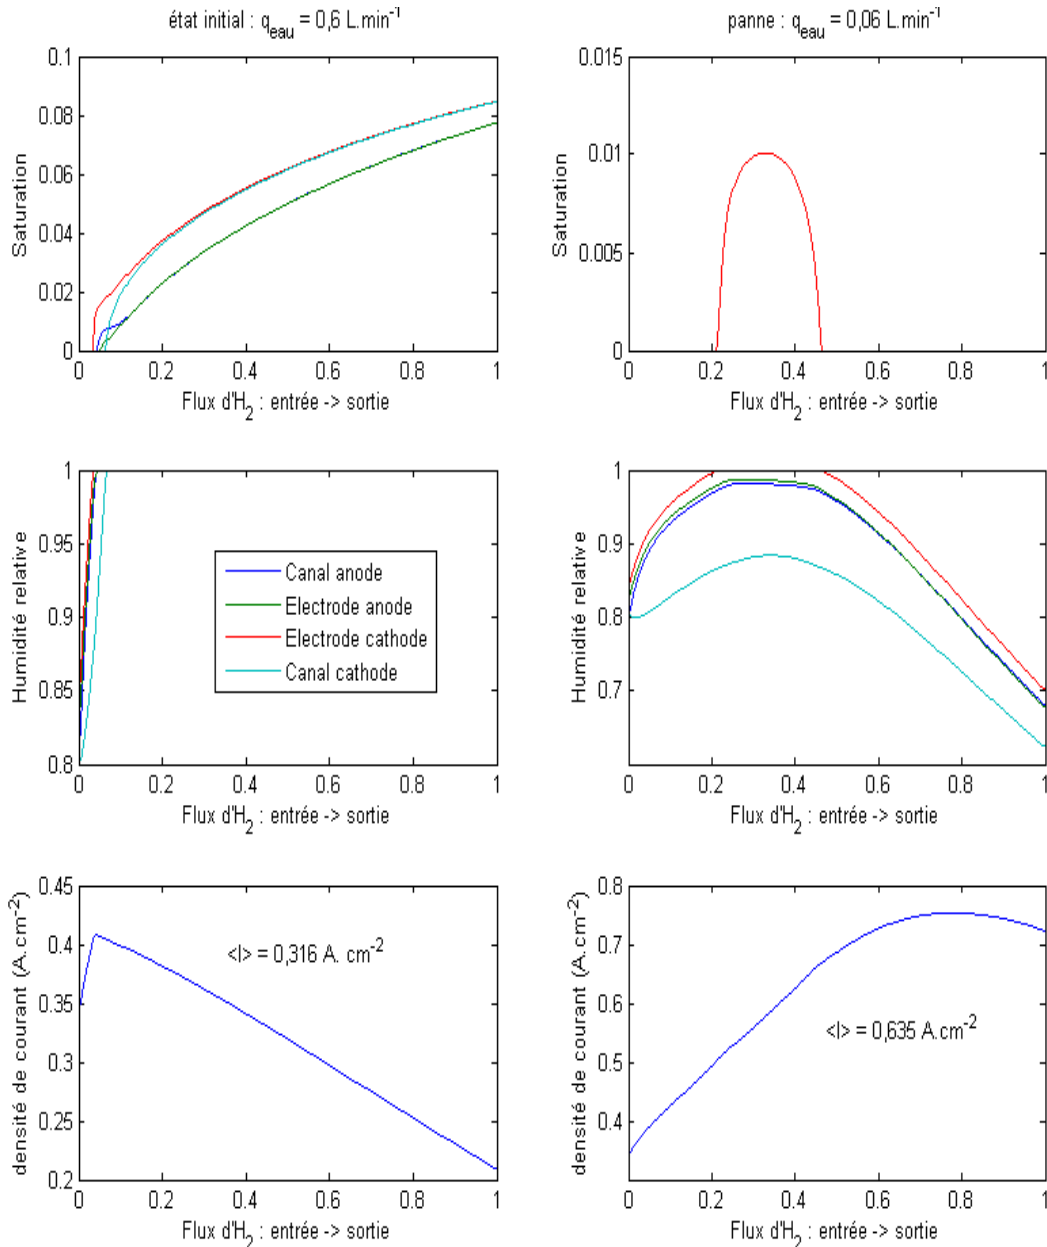 état initial : q_eau = 0,6 L.min⁻¹
panne : q_eau = 0,06 L.min⁻¹
Saturation
0.1
0.08
0.06
0.04
0.02
0
0 0.2 0.4 0.6 0.8 1
Flux d'H₂ : entrée -> sortie
Saturation
0.015
0.01
0.005
0
0 0.2 0.4 0.6 0.8 1
Flux d'H₂ : entrée -> sortie
Humidité relative
1
0.95
0.9
0.85
0.8
Canal anode
Electrode anode
Electrode cathode
Canal cathode
0 0.2 0.4 0.6 0.8 1
Flux d'H₂ : entrée -> sortie
Humidité relative
1
0.9
0.8
0.7
0 0.2 0.4 0.6 0.8 1
Flux d'H₂ : entrée -> sortie
densité de courant (A.cm⁻²)
0.45
0.4
0.35
0.3
0.25
0.2
<I> = 0,316 A. cm⁻²
0 0.2 0.4 0.6 0.8 1
Flux d'H₂ : entrée -> sortie
densité de courant (A.cm⁻²)
0.8
0.7
0.6
0.5
0.4
<I> = 0,635 A.cm⁻²
0 0.2 0.4 0.6 0.8 1
Flux d'H₂ : entrée -> sortie